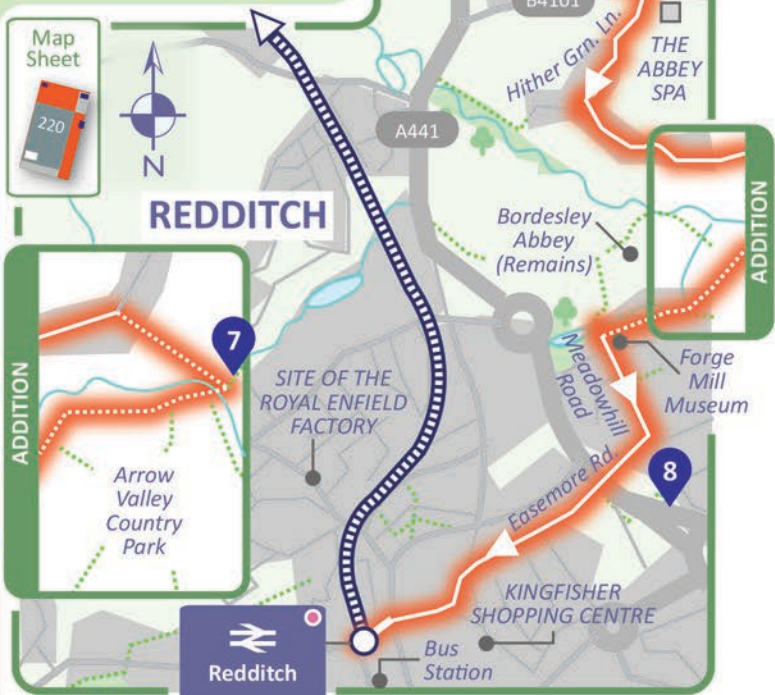 B4101
Map
Sheet
220
N
Hither Grn. Ln.
THE
ABBEY
SPA
A441
REDDITCH
Bordesley
Abbey
(Remains)
ADDITION
ADDITION
7
SITE OF THE
ROYAL ENFIELD
FACTORY
Meadowhill
Road
Forge
Mill
Museum
Arrow
Valley
Country
Park
Easemore Rd.
8
KINGFISHER
SHOPPING CENTRE
Redditch
Bus
Station